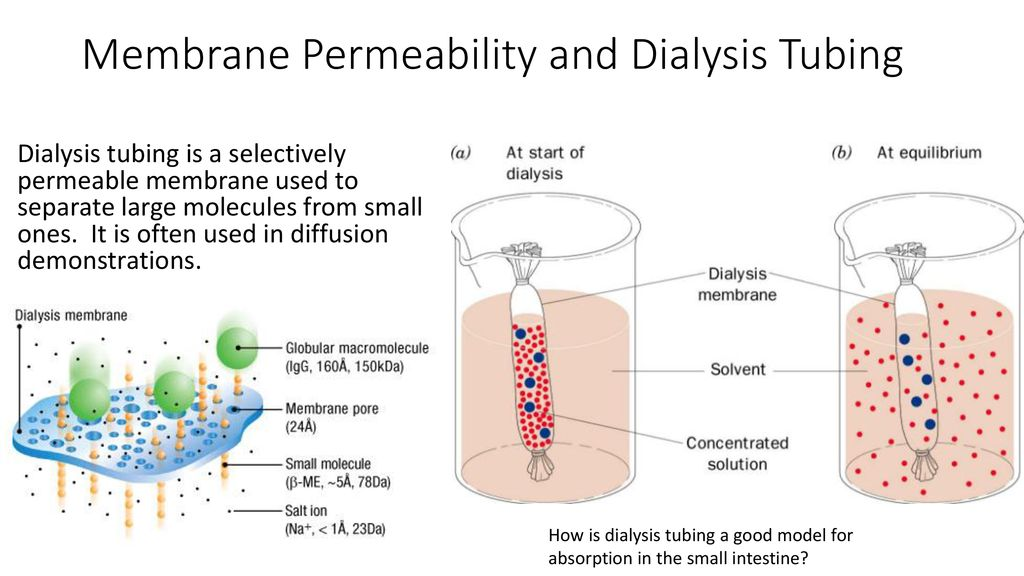 Membrane Permeability and Dialysis Tubing
Dialysis tubing is a selectively
permeable membrane used to
separate large molecules from small
ones.  It is often used in diffusion
demonstrations.
Dialysis membrane
Globular macromolecule
(IgG, 160Å, 150kDa)
Membrane pore
(24Å)
Small molecule
(β-ME, ~5Å, 78Da)
Salt ion
(Na⁺, < 1Å, 23Da)
(a) At start of
dialysis
(b) At equilibrium
Dialysis
membrane
Solvent
Concentrated
solution
How is dialysis tubing a good model for
absorption in the small intestine?